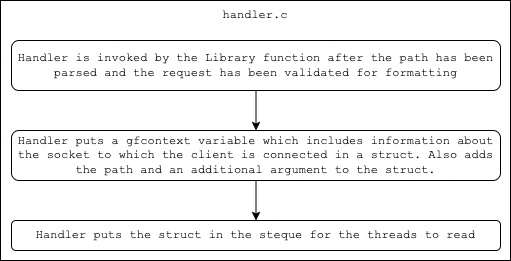 handler.c
Handler is invoked by the Library function after the path has been
parsed and the request has been validated for formatting
Handler puts a gfcontext variable which includes information about
the socket to which the client is connected in a struct. Also adds
the path and an additional argument to the struct.
Handler puts the struct in the steque for the threads to read